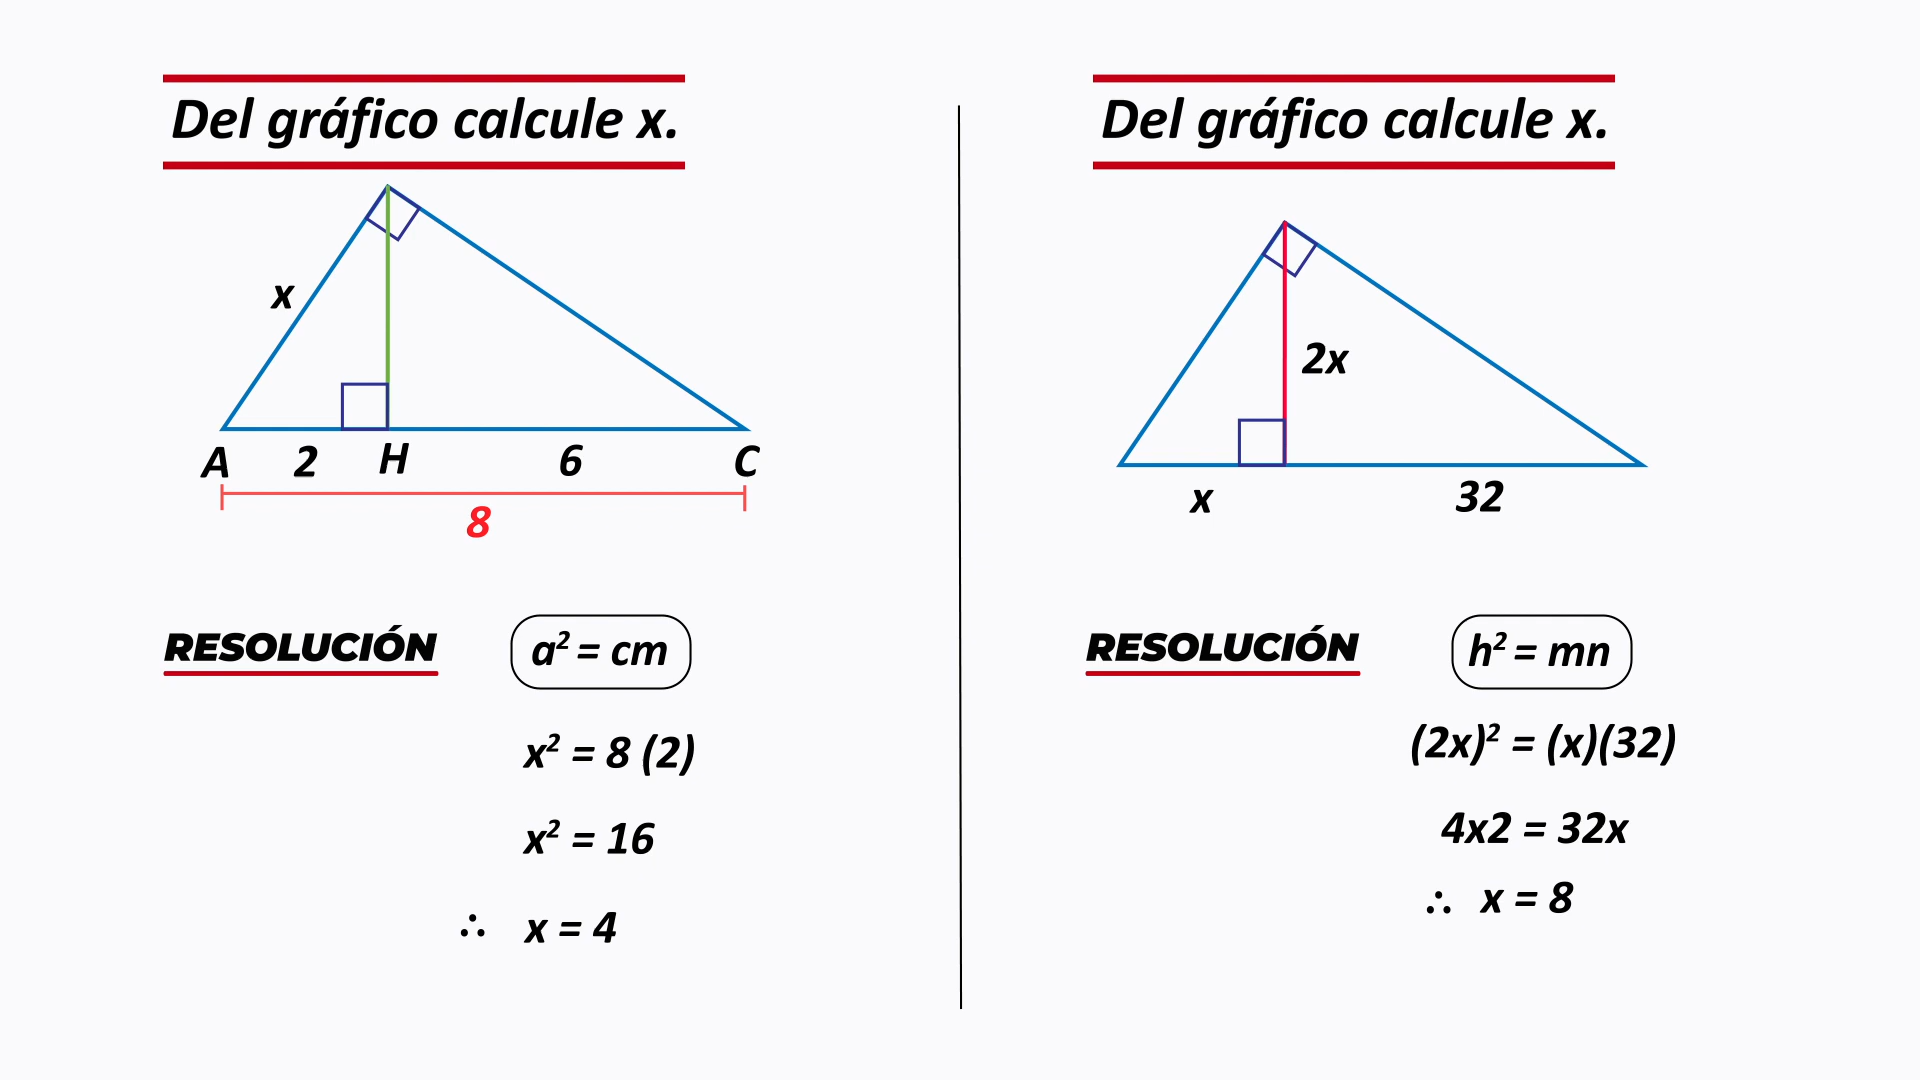 Del gráfico calcule x.
x
A 2 H 6 C
8
RESOLUCIÓN
a² = cm
x² = 8 (2)
x² = 16
∴ x = 4
Del gráfico calcule x.
2x
x 32
RESOLUCIÓN
h² = mn
(2x)² = (x)(32)
4x2 = 32x
∴ x = 8